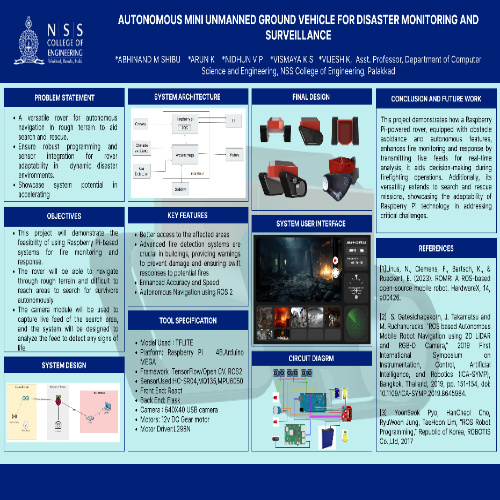 N S S
COLLEGE OF
ENGINEERING
AUTONOMOUS MINI UNMANNED GROUND VEHICLE FOR DISASTER MONITORING AND
SURVEILLANCE
*ABHINAND M SHIBU *ARUN K *NIDHUN V P *VISMAYA K S *VIJESH K, Asst. Professor, Department of Computer
Science and Engineering, NSS College of Engineering, Palakkad
PROBLEM STATEMENT
• A versatile rover for autonomous
navigation in rough terrain to aid
search and rescue.
• Ensure robust programming and
sensor integration for rover
adaptability in dynamic disaster
environments.
• Showcase system potential in
accelerating
OBJECTIVES
• This project will demonstrate the
feasibility of using Raspberry Pi-based
systems for fire monitoring and
response.
• The rover will be able to navigate
through rough terrain and difficult to
reach areas to search for survivors
autonomously
• The camera module will be used to
capture live feed of the search area,
and the system will be designed to
analyze the feed to detect any signs of
life
SYSTEM DESIGN
SYSTEM ARCHITECTURE
KEY FEATURES
• Better access to the affected areas
• Advanced fire detection systems are
crucial in buildings, providing warnings
to prevent damage and ensuring swift
responses to potential fires
• Enhanced Accuracy and Speed
• Autonomous Navigation using ROS 2
TOOL SPECIFICATION
• Model Used : TFLITE
• Platform: Raspberry Pi 4B,Arduino
MEGA
• Framework: TensorFlow/Open CV, ROS2
• Sensor Used:HC-SR04,MQ135,MPU6050
• Front End: React
• Back End: Flask
• Camera : 640X40 USB camera
• Motors: 12v DC Gear motor
• Motor Driver:L298N
FINAL DESIGN
SYSTEM USER INTERFACE
CIRCUIT DIAGRM
CONCLUSION AND FUTURE WORK
This project demonstrates how a Raspberry
Pi-powered rover, equipped with obstacle
avoidance and autonomous features,
enhances fire monitoring and response by
transmitting live feeds for real-time
analysis, it aids decision-making during
firefighting operations. Additionally, its
versatility extends to search and rescue
missions, showcasing the adaptability of
Raspberry Pi technology in addressing
critical challenges.
REFERENCES
[1] Linus, N., Clemens, F., Bartsch, K., &
Rueckert, E. (2023). ROMR: A ROS-based
open-source mobile robot. HardwareX, 14,
e00426.
[2] S. Gatesichapakorn, J. Takamatsu and
M. Ruchanurucks, "ROS based Autonomous
Mobile Robot Navigation using 2D LiDAR
and RGB-D Camera," 2019 First
International Symposium on
Instrumentation, Control, Artificial
Intelligence, and Robotics (ICA-SYMP),
Bangkok, Thailand, 2019, pp. 151-154, doi:
10.1109/ICA-SYMP.2019.8645984.
[3] YoonSeok Pyo, HanCheol Cho,
RyuWoon Jung, TaeHoon Lim, "ROS Robot
Programming," Republic of Korea, ROBOTIS
Co.,Ltd, 2017